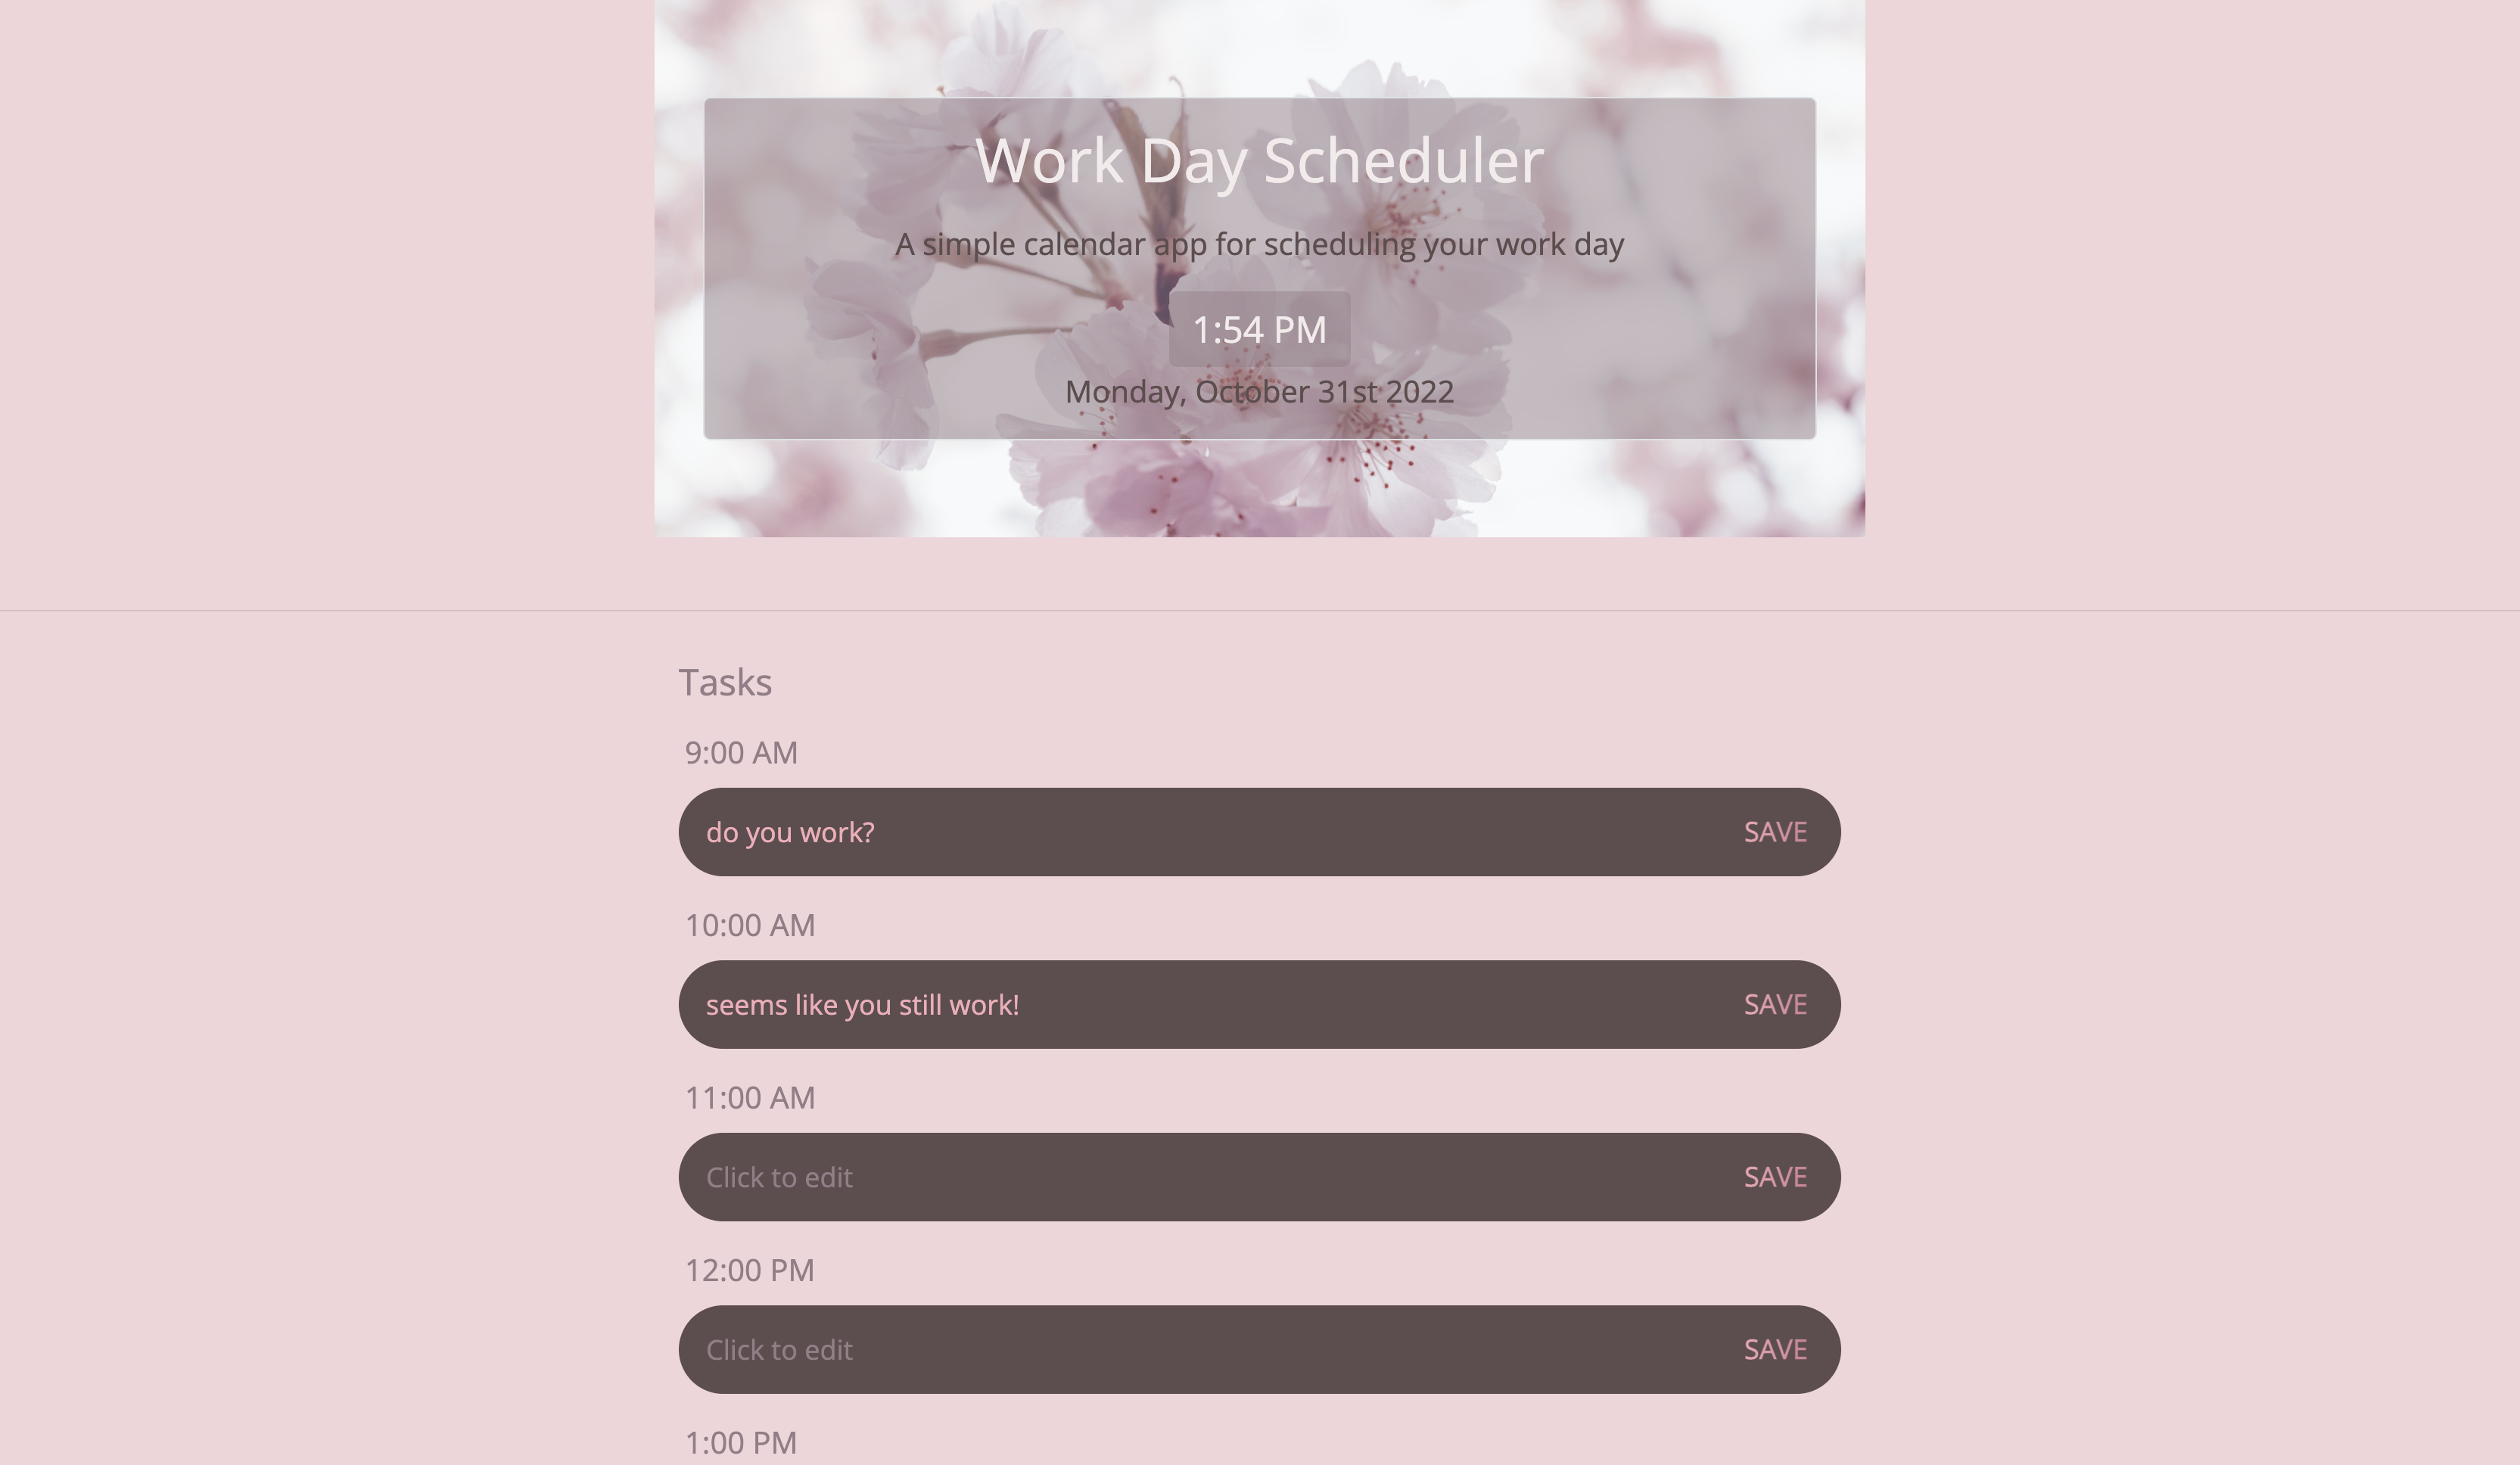 Work Day Scheduler
A simple calendar app for scheduling your work day
1:54 PM
Monday, October 31st 2022
Tasks
9:00 AM
do you work? SAVE
10:00 AM
seems like you still work! SAVE
11:00 AM
Click to edit SAVE
12:00 PM
Click to edit SAVE
1:00 PM